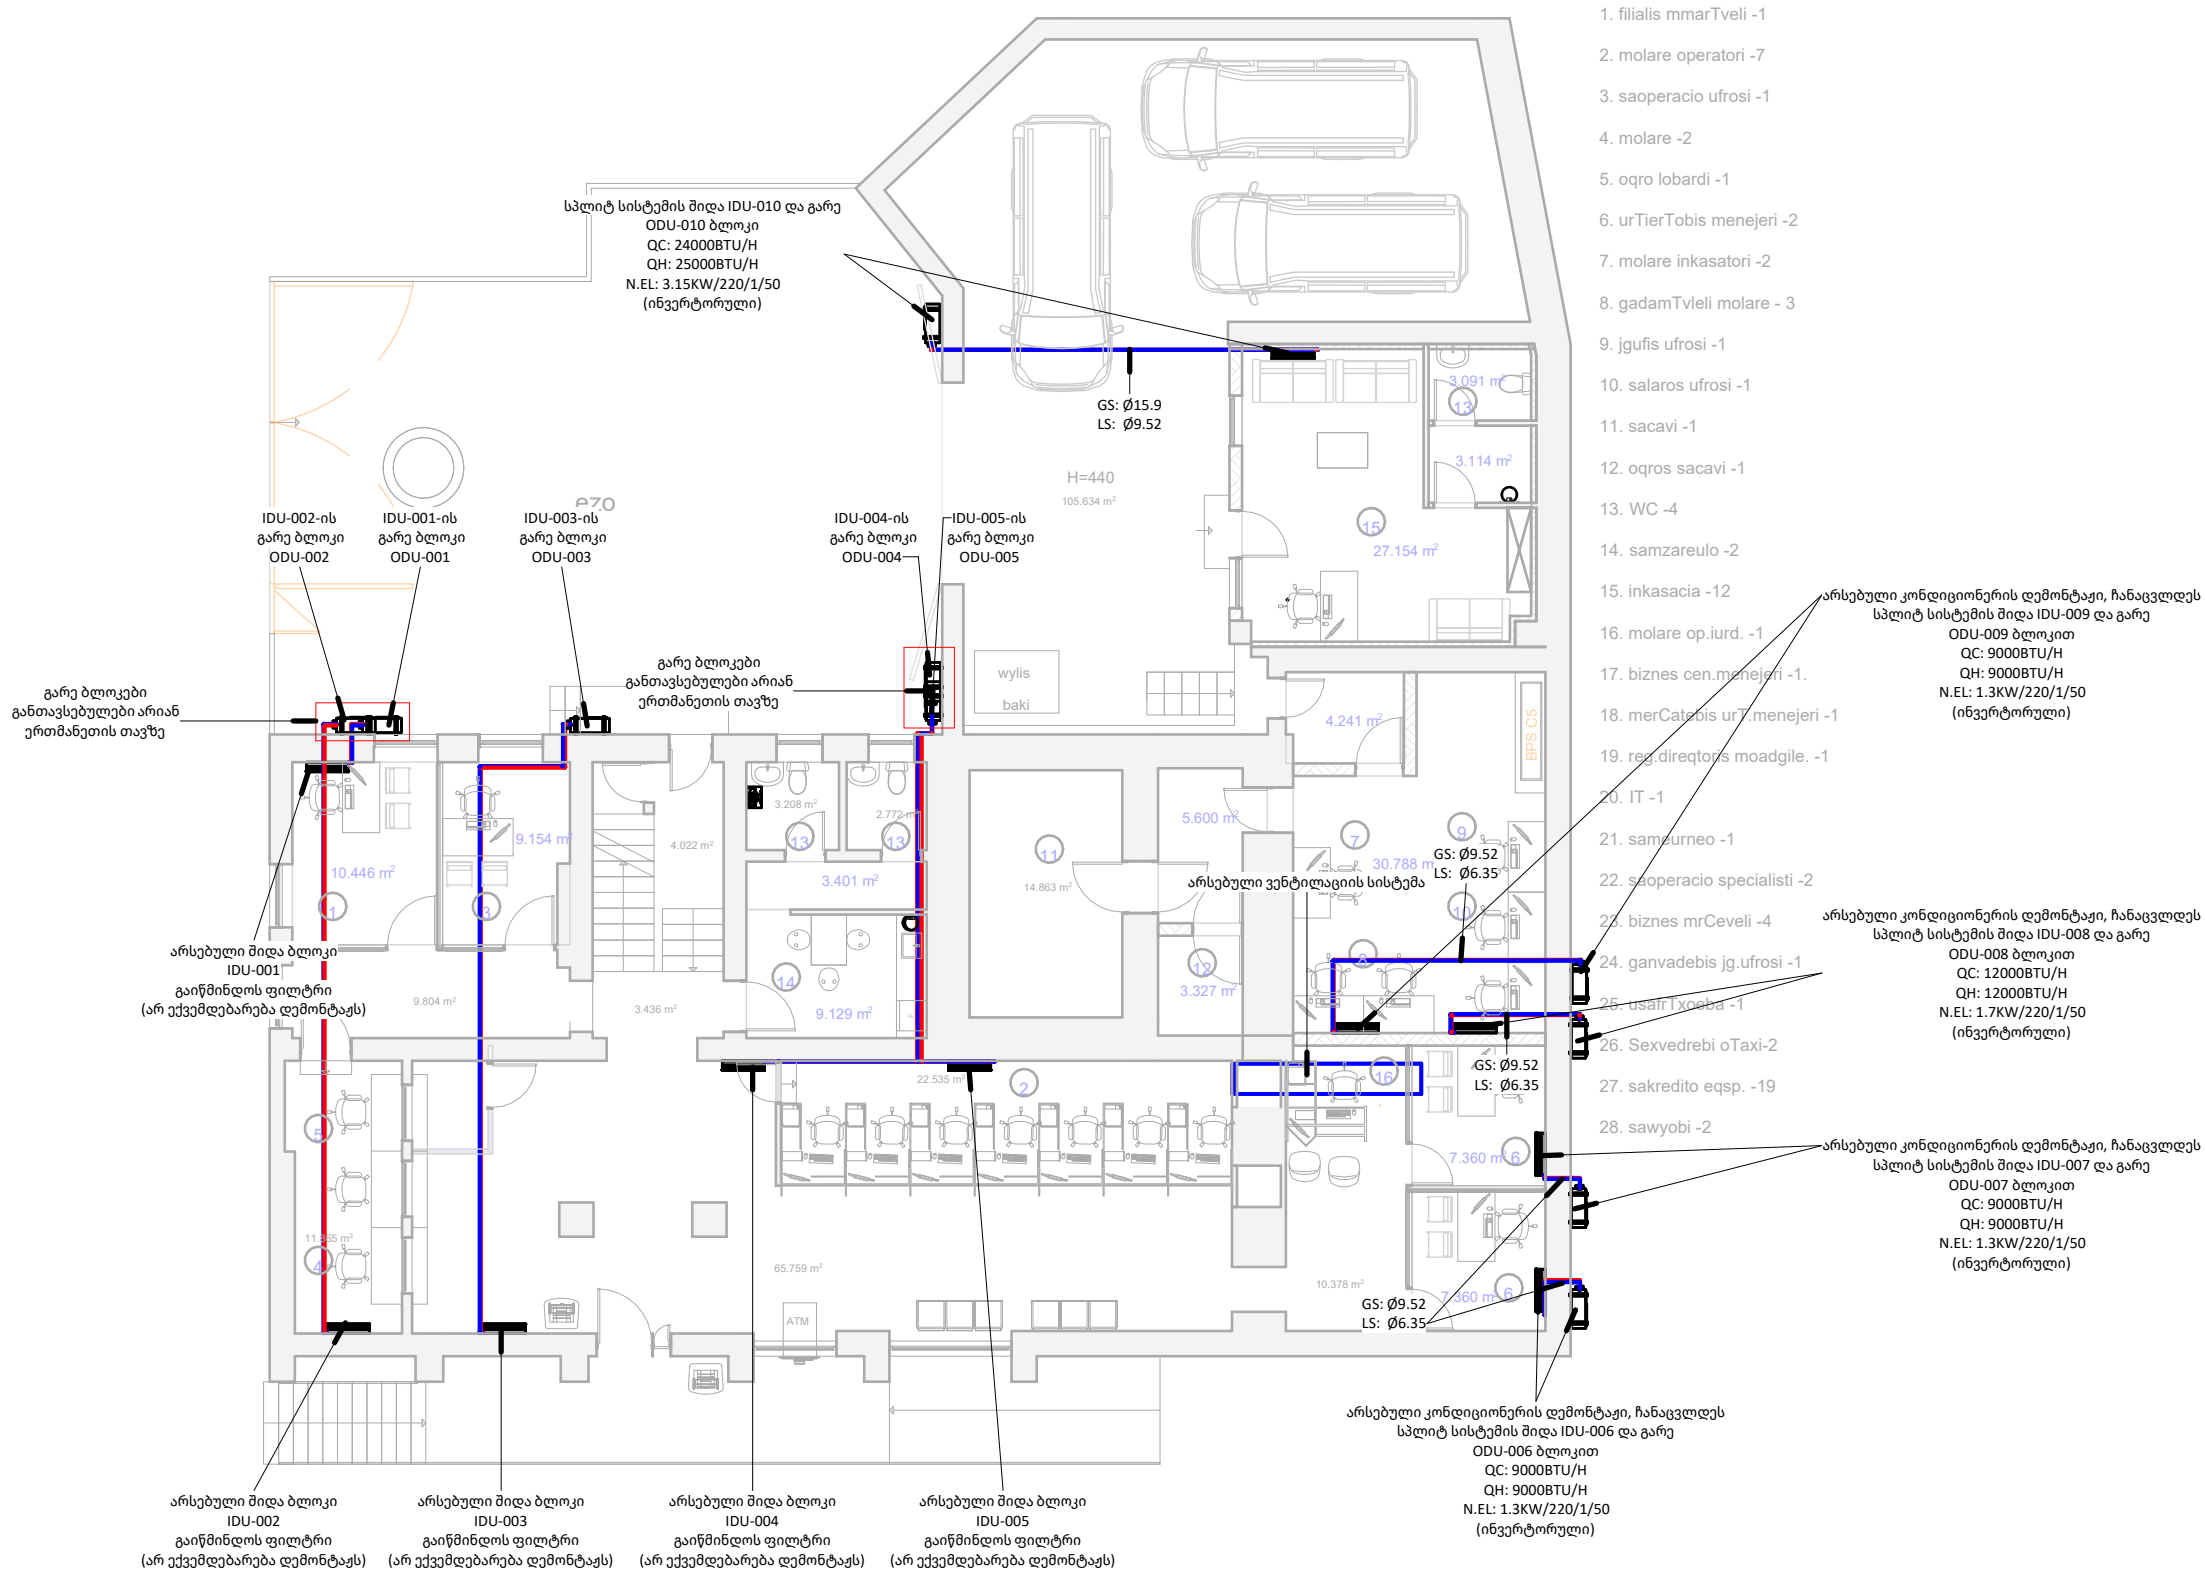 1. filialis mmarTveli -1
2. molare operatori -7
3. saoperacio ufrosi -1
4. molare -2
5. oqro lobardi -1
6. urTierTobis menejeri -2
7. molare inkasatori -2
8. gadamTvleli molare - 3
9. jgufis ufrosi -1
10. salaros ufrosi -1
11. sacavi -1
12. oqros sacavi -1
13. WC -4
14. samzareulo -2
15. inkasacia -12
16. molare op.iurd. -1
17. biznes cen.menejeri -1.
18. merCatebis urT.menejeri -1
19. reg.direqtoris moadgile. -1
20. IT -1
21. sameurneo -1
22. saoperacio specialisti -2
23. biznes mrCeveli -4
24. ganvadebis jg.ufrosi -1
25. usafrTxoeba -1
26. Sexvedrebi oTaxi-2
27. sakredito eqsp. -19
28. sawyobi -2
სპლიტ სისტემის შიდა IDU-010 და გარე
ODU-010 ბლოკი
QC: 24000BTU/H
QH: 25000BTU/H
N.EL: 3.15KW/220/1/50
(ინვერტორული)
GS: Ø15.9
LS: Ø9.52
H=440
105.634 m²
3.091 m²
13
3.114 m²
15
27.154 m²
ezo
IDU-002-ის
გარე ბლოკი
ODU-002
IDU-001-ის
გარე ბლოკი
ODU-001
IDU-003-ის
გარე ბლოკი
ODU-003
IDU-004-ის
გარე ბლოკი
ODU-004
IDU-005-ის
გარე ბლოკი
ODU-005
გარე ბლოკები
განთავსებულები არიან
ერთმანეთის თავზე
გარე ბლოკები
განთავსებულები არიან
ერთმანეთის თავზე
wylis
baki
4.241 m²
BPS C5
3.208 m²
2.772 m²
13
13
4.022 m²
9.154 m²
10.446 m²
1
3
3.401 m²
11
14.863 m²
5.600 m²
7
9
30.788 m²
10
8
GS: Ø9.52
LS: Ø6.35
არსებული ვენტილაციის სისტემა
12
3.327 m²
14
9.129 m²
3.436 m²
9.804 m²
არსებული შიდა ბლოკი
IDU-001
გაიწმინდოს ფილტრი
(არ ექვემდებარება დემონტაჟს)
არსებული კონდიციონერის დემონტაჟი, ჩანაცვლდეს
სპლიტ სისტემის შიდა IDU-009 და გარე
ODU-009 ბლოკით
QC: 9000BTU/H
QH: 9000BTU/H
N.EL: 1.3KW/220/1/50
(ინვერტორული)
არსებული კონდიციონერის დემონტაჟი, ჩანაცვლდეს
სპლიტ სისტემის შიდა IDU-008 და გარე
ODU-008 ბლოკით
QC: 12000BTU/H
QH: 12000BTU/H
N.EL: 1.7KW/220/1/50
(ინვერტორული)
GS: Ø9.52
LS: Ø6.35
22.535 m²
2
16
5
11.865 m²
4
65.759 m²
ATM
10.378 m²
7.360 m²
6
7.360 m²
6
GS: Ø9.52
LS: Ø6.35
არსებული კონდიციონერის დემონტაჟი, ჩანაცვლდეს
სპლიტ სისტემის შიდა IDU-007 და გარე
ODU-007 ბლოკით
QC: 9000BTU/H
QH: 9000BTU/H
N.EL: 1.3KW/220/1/50
(ინვერტორული)
არსებული კონდიციონერის დემონტაჟი, ჩანაცვლდეს
სპლიტ სისტემის შიდა IDU-006 და გარე
ODU-006 ბლოკით
QC: 9000BTU/H
QH: 9000BTU/H
N.EL: 1.3KW/220/1/50
(ინვერტორული)
არსებული შიდა ბლოკი
IDU-002
გაიწმინდოს ფილტრი
(არ ექვემდებარება დემონტაჟს)
არსებული შიდა ბლოკი
IDU-003
გაიწმინდოს ფილტრი
(არ ექვემდებარება დემონტაჟს)
არსებული შიდა ბლოკი
IDU-004
გაიწმინდოს ფილტრი
(არ ექვემდებარება დემონტაჟს)
არსებული შიდა ბლოკი
IDU-005
გაიწმინდოს ფილტრი
(არ ექვემდებარება დემონტაჟს)